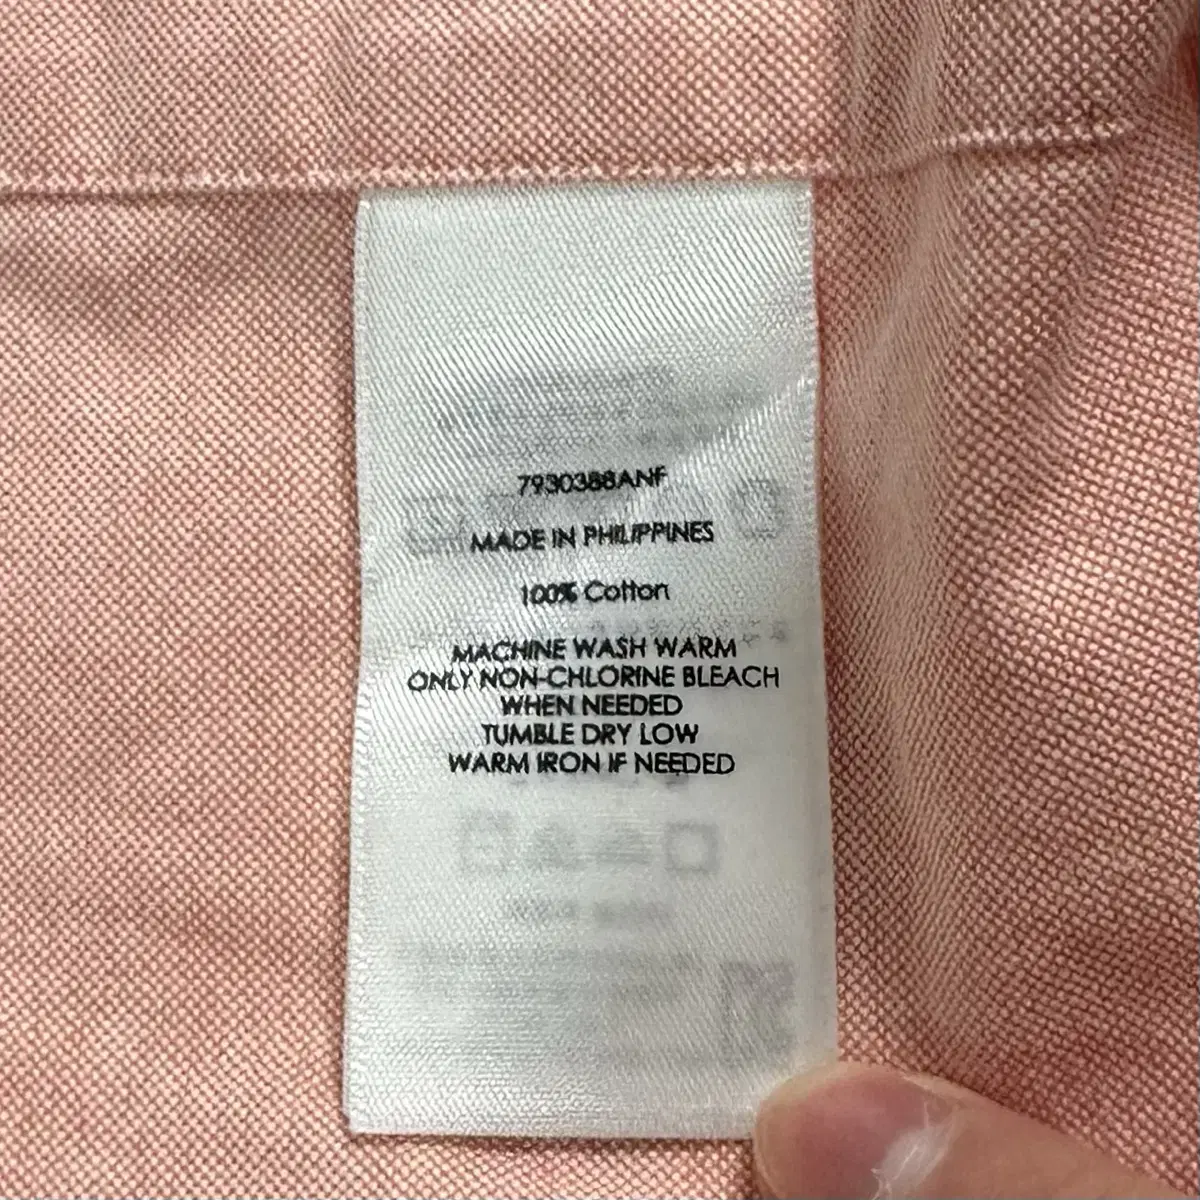 7930388ANF
MADE IN PHILIPPINES
100% Cotton
MACHINE WASH WARM
ONLY NON-CHLORINE BLEACH
WHEN NEEDED
TUMBLE DRY LOW
WARM IRON IF NEEDED